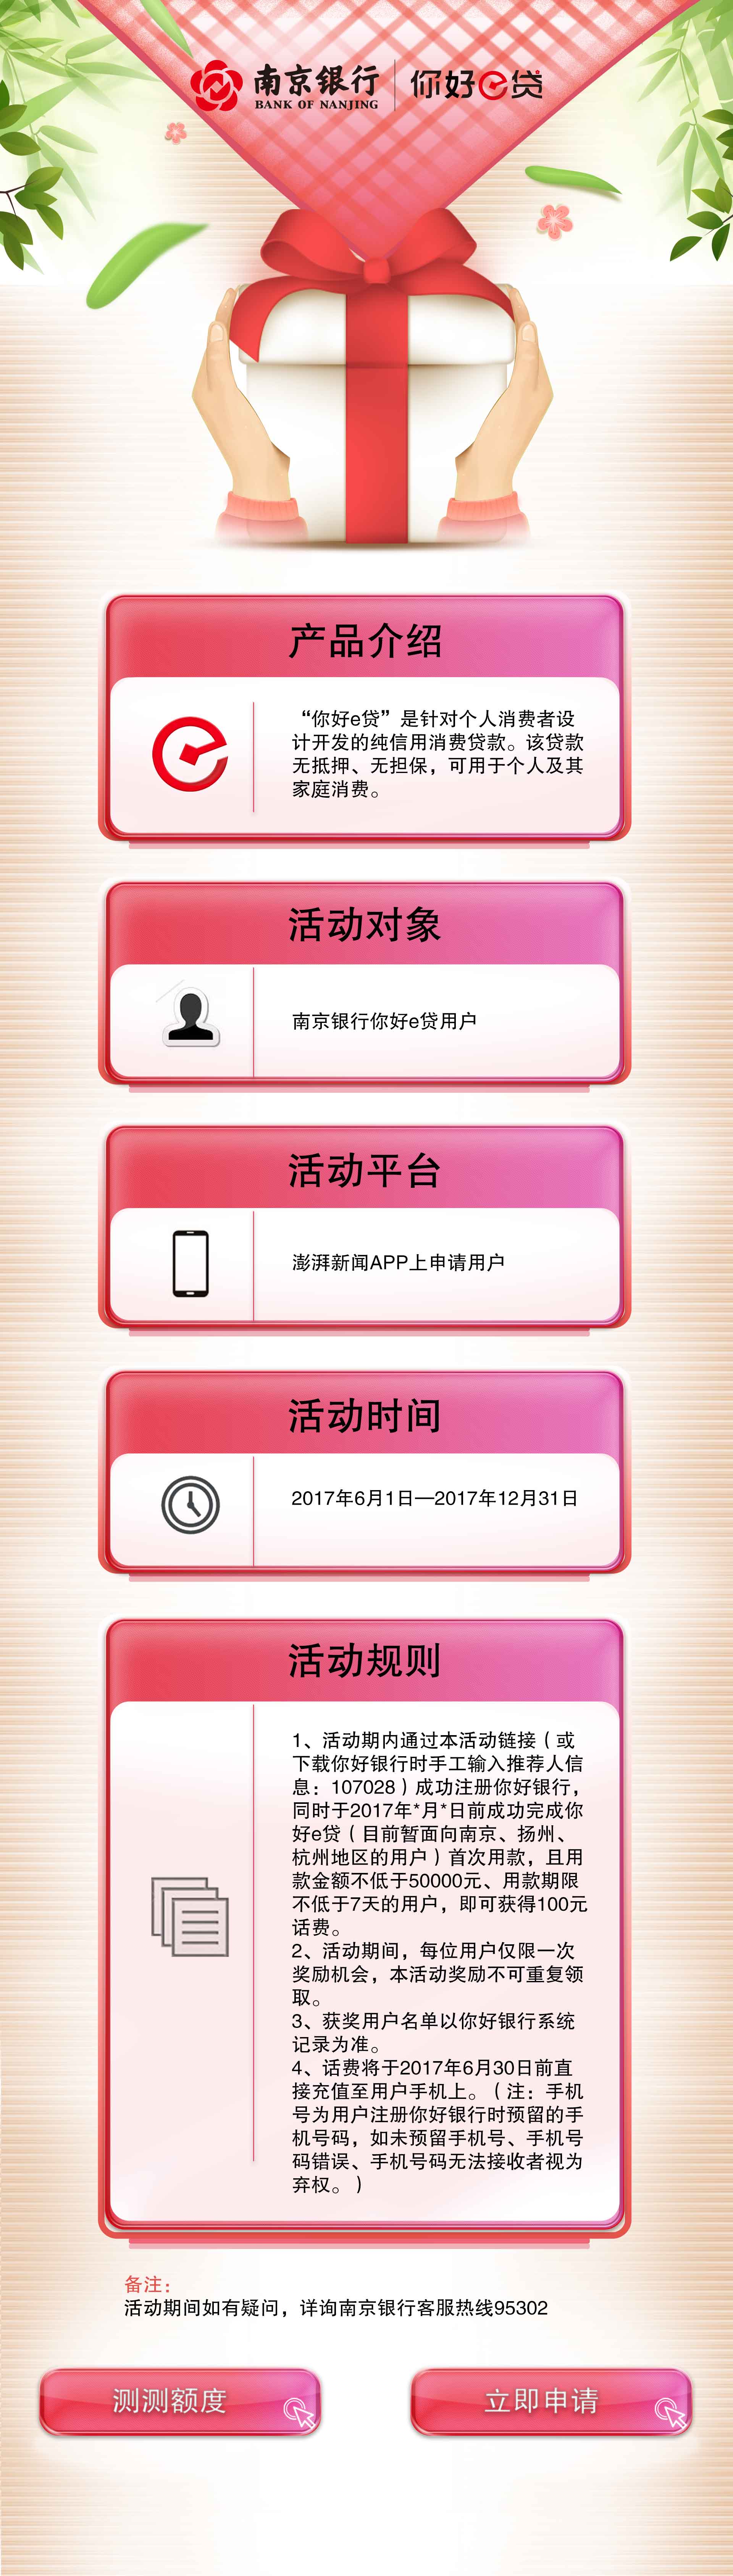 南京银行
BANK OF NANJING
你好e贷
产品介绍
“你好e贷”是针对个人消费者设
计开发的纯信用消费贷款。该贷款
无抵押、无担保，可用于个人及其
家庭消费。
活动对象
南京银行你好e贷用户
活动平台
澎湃新闻APP上申请用户
活动时间
2017年6月1日—2017年12月31日
活动规则
1、活动期内通过本活动链接（或
下载你好银行时手工输入推荐人信
息：107028）成功注册你好银行，
同时于2017年*月*日前成功完成你
好e贷（目前暂面向南京、扬州、
杭州地区的用户）首次用款，且用
款金额不低于50000元、用款期限
不低于7天的用户，即可获得100元
话费。
2、活动期间，每位用户仅限一次
奖励机会，本活动奖励不可重复领
取。
3、获奖用户名单以你好银行系统
记录为准。
4、话费将于2017年6月30日前直
接充值至用户手机上。（注：手机
号为用户注册你好银行时预留的手
机号码，如未预留手机号、手机号
码错误、手机号码无法接收者视为
弃权。）
备注：
活动期间如有疑问，详询南京银行客服热线95302
测测额度
立即申请